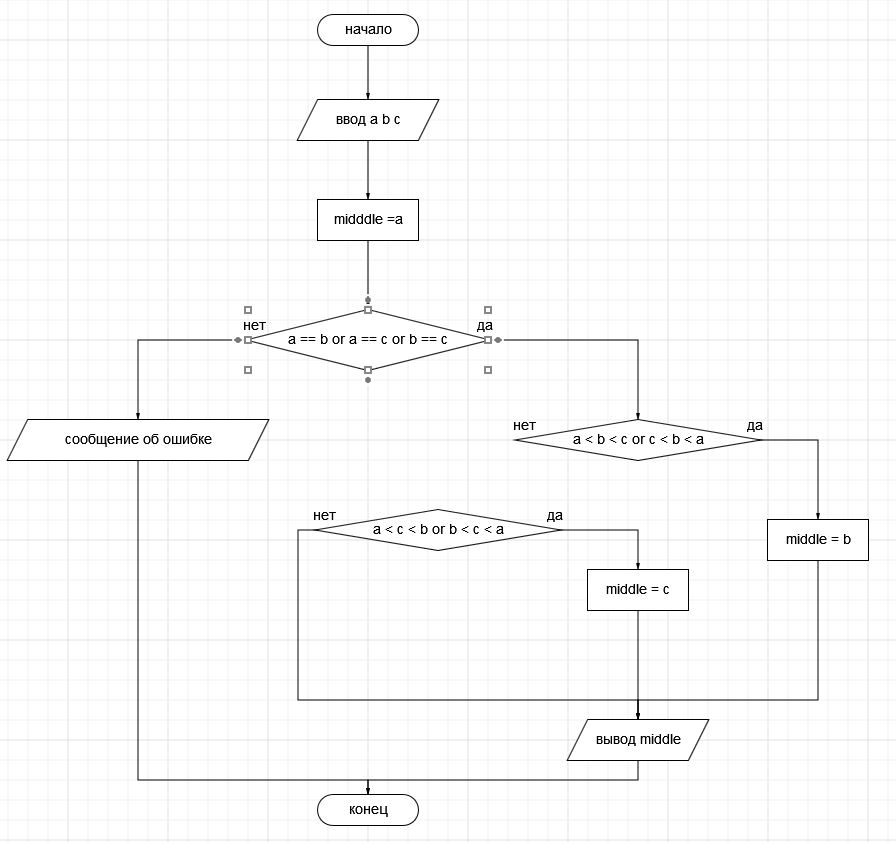 начало
ввод a b c
midddle =a
нет
да
a == b or a == c or b == c
сообщение об ошибке
нет
да
a < b < c or c < b < a
нет
да
a < c < b or b < c < a
middle = b
middle = c
вывод middle
конец